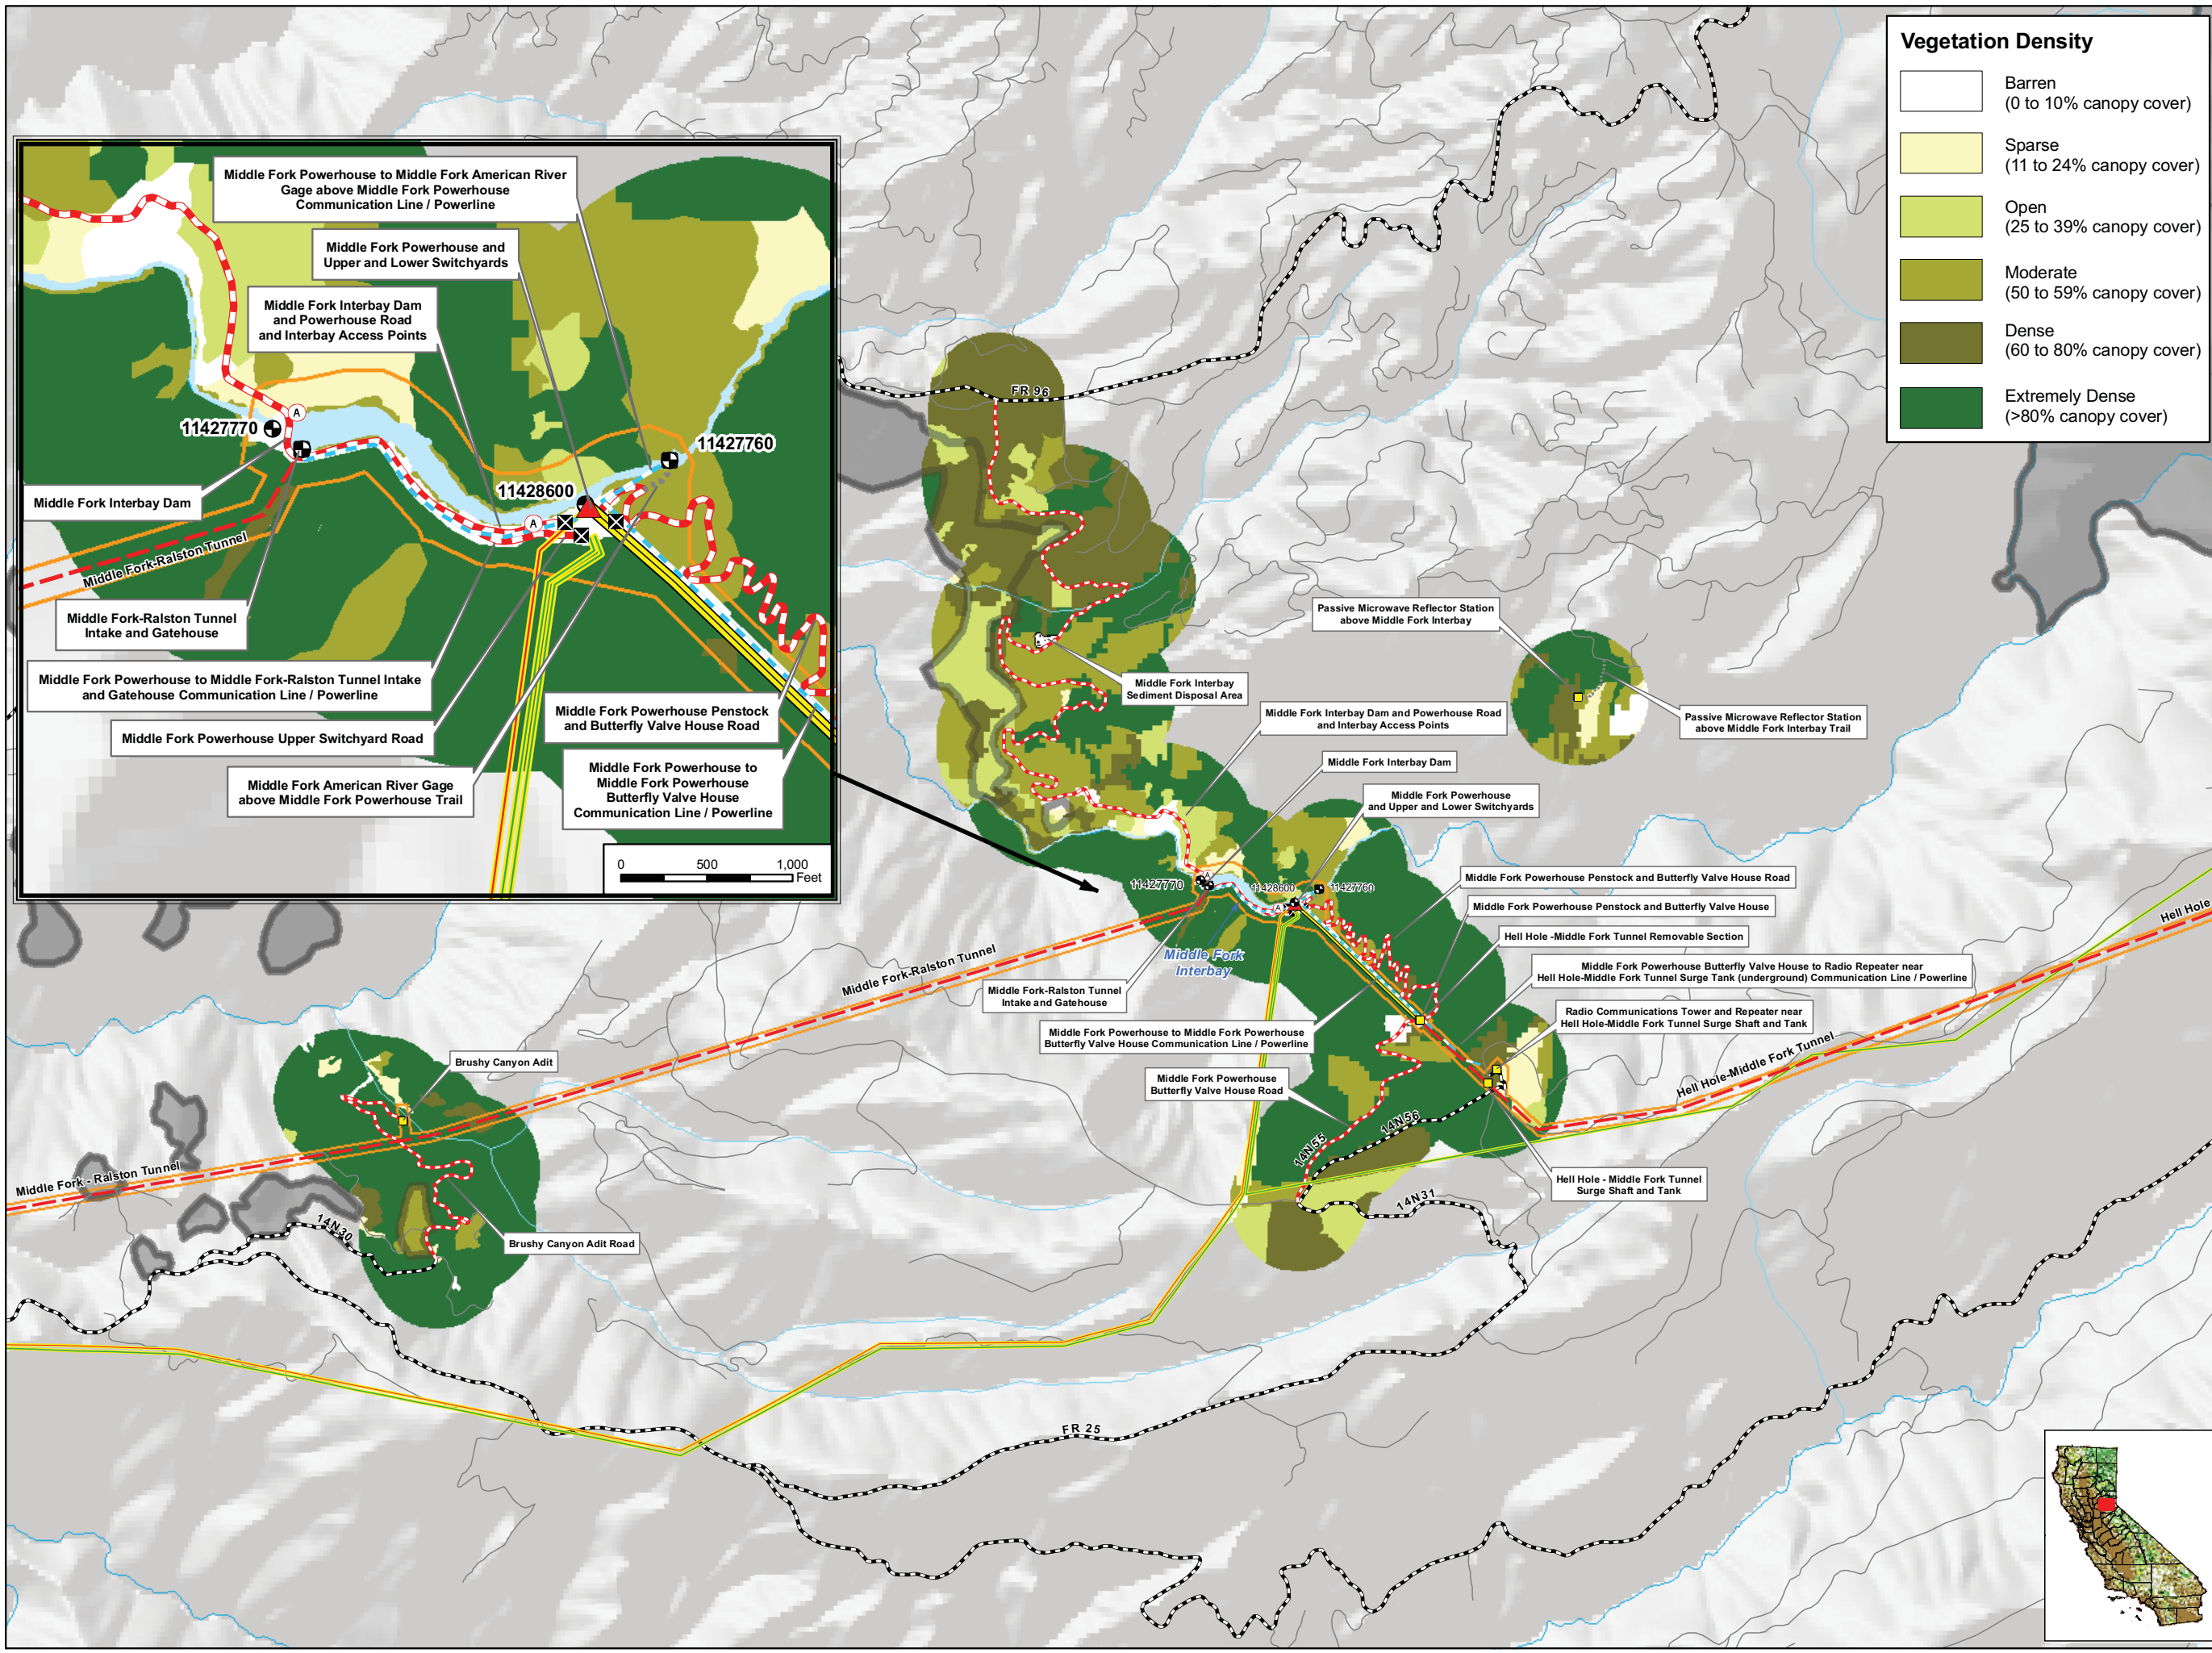 Vegetation Density
Barren
(0 to 10% canopy cover)
Sparse
(11 to 24% canopy cover)
Open
(25 to 39% canopy cover)
Moderate
(50 to 59% canopy cover)
Dense
(60 to 80% canopy cover)
Extremely Dense
(>80% canopy cover)
Middle Fork Powerhouse to Middle Fork American River
Gage above Middle Fork Powerhouse
Communication Line / Powerline
Middle Fork Powerhouse and
Upper and Lower Switchyards
Middle Fork Interbay Dam
and Powerhouse Road
and Interbay Access Points
A
11427770
11427760
11428600
A
Middle Fork Interbay Dam
Middle Fork-Ralston Tunnel
Middle Fork-Ralston Tunnel
Intake and Gatehouse
Middle Fork Powerhouse to Middle Fork-Ralston Tunnel Intake
and Gatehouse Communication Line / Powerline
Middle Fork Powerhouse Upper Switchyard Road
Middle Fork American River Gage
above Middle Fork Powerhouse Trail
Middle Fork Powerhouse Penstock
and Butterfly Valve House Road
Middle Fork Powerhouse to
Middle Fork Powerhouse
Butterfly Valve House
Communication Line / Powerline
0 500 1,000
Feet
FR 96
Passive Microwave Reflector Station
above Middle Fork Interbay
Passive Microwave Reflector Station
above Middle Fork Interbay Trail
Middle Fork Interbay
Sediment Disposal Area
Middle Fork Interbay Dam and Powerhouse Road
and Interbay Access Points
Middle Fork Interbay Dam
Middle Fork Powerhouse
and Upper and Lower Switchyards
11427770
A
11428600
11427760
A
Middle Fork
Interbay
Middle Fork Powerhouse Penstock and Butterfly Valve House Road
Middle Fork Powerhouse Penstock and Butterfly Valve House
Hell Hole -Middle Fork Tunnel Removable Section
Middle Fork Powerhouse Butterfly Valve House to Radio Repeater near
Hell Hole-Middle Fork Tunnel Surge Tank (underground) Communication Line / Powerline
Radio Communications Tower and Repeater near
Hell Hole-Middle Fork Tunnel Surge Shaft and Tank
Hell Hole
Middle Fork-Ralston Tunnel
Middle Fork-Ralston Tunnel
Intake and Gatehouse
Middle Fork Powerhouse to Middle Fork Powerhouse
Butterfly Valve House Communication Line / Powerline
Middle Fork Powerhouse
Butterfly Valve House Road
Hell Hole-Middle Fork Tunnel
Brushy Canyon Adit
14N56
14N55
Middle Fork - Ralston Tunnel
Hell Hole - Middle Fork Tunnel
Surge Shaft and Tank
14N31
14N30
Brushy Canyon Adit Road
FR 25